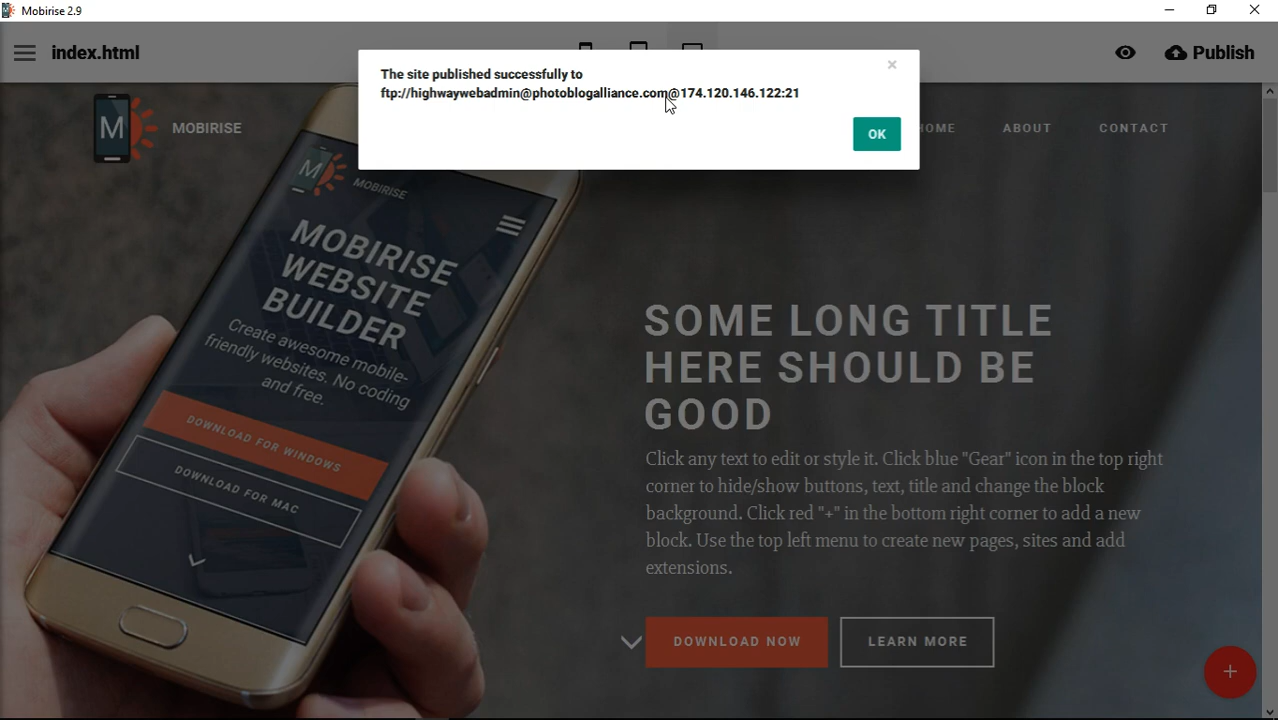 Mobirise 2.9
index.html
Publish
The site published successfully to
ftp://highwaywebadmin@photoblogalliance.com@174.120.146.122:21
×
OK
M
MOBIRISE
HOME
ABOUT
CONTACT
M
MOBIRISE
MOBIRISE
WEBSITE
BUILDER
Create awesome mobile-
friendly websites. No coding
and free.
DOWNLOAD FOR WINDOWS
DOWNLOAD FOR MAC
SOME LONG TITLE
HERE SHOULD BE
GOOD
Click any text to edit or style it. Click blue "Gear" icon in the top right
corner to hide/show buttons, text, title and change the block
background. Click red "+" in the bottom right corner to add a new
block. Use the top left menu to create new pages, sites and add
extensions.
DOWNLOAD NOW
LEARN MORE
+